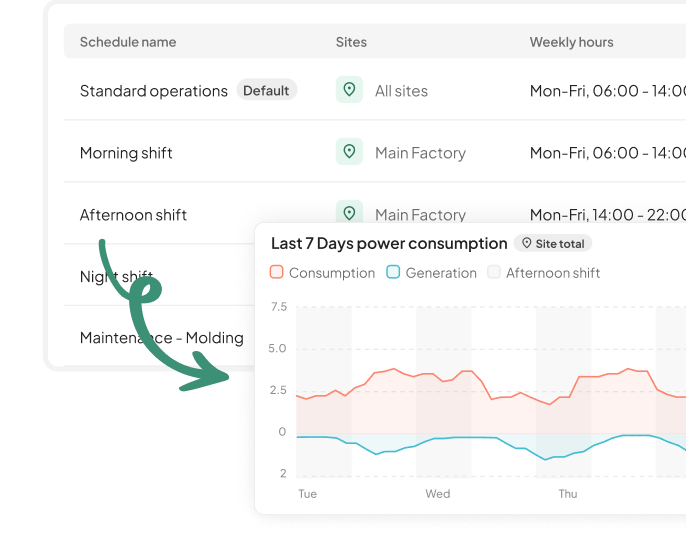 Schedule name Sites Weekly hours
Standard operations Default All sites Mon-Fri, 06:00 - 14:00
Morning shift Main Factory Mon-Fri, 06:00 - 14:00
Afternoon shift Main Factory Mon-Fri, 14:00 - 22:00
Night shift
Maintenance - Molding
Last 7 Days power consumption Site total
Consumption Generation Afternoon shift
7.5
5.0
2.5
0
2
Tue Wed Thu